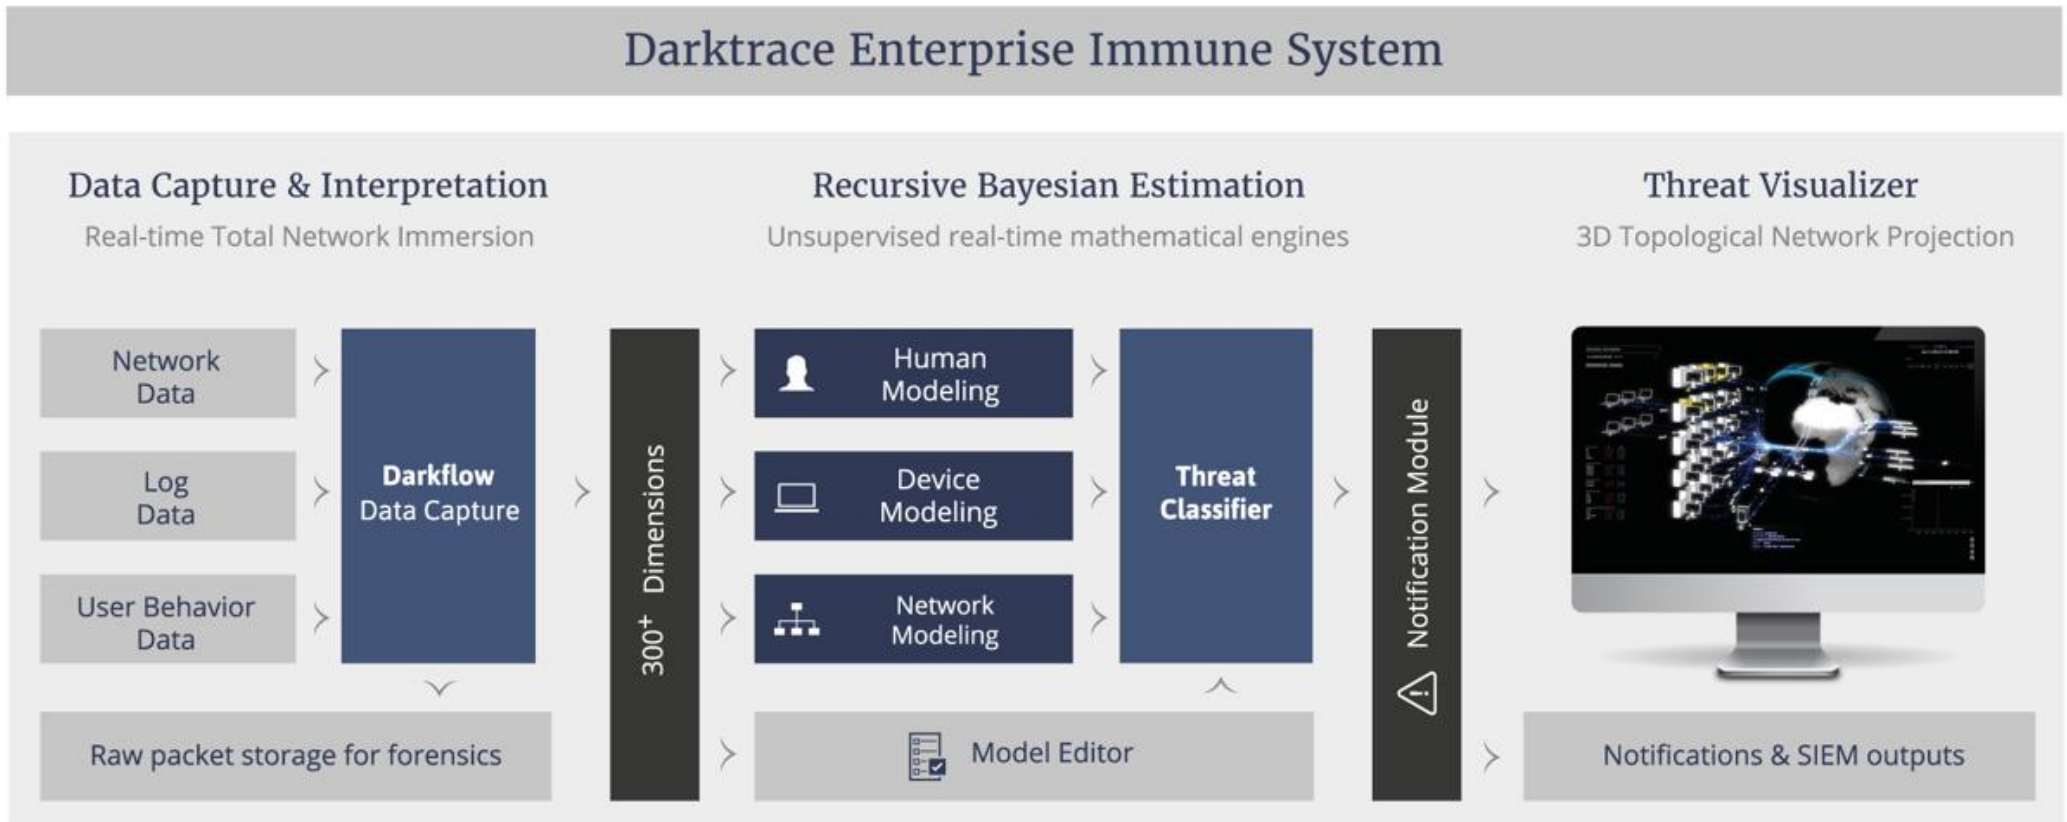 Darktrace Enterprise Immune System
Data Capture & Interpretation
Real-time Total Network Immersion
Network
Data
Log
Data
User Behavior
Data
Darkflow
Data Capture
Raw packet storage for forensics
300+ Dimensions
Recursive Bayesian Estimation
Unsupervised real-time mathematical engines
Human
Modeling
Device
Modeling
Network
Modeling
Threat
Classifier
Model Editor
Notification Module
Threat Visualizer
3D Topological Network Projection
Notifications & SIEM outputs